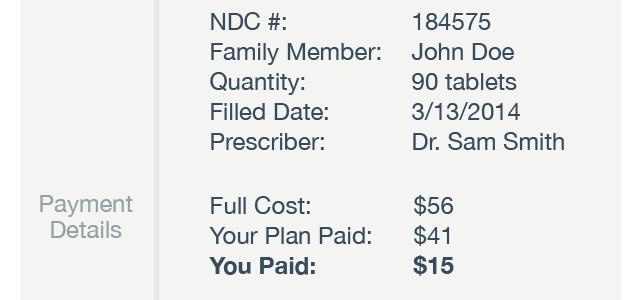 NDC #: 184575
Family Member: John Doe
Quantity: 90 tablets
Filled Date: 3/13/2014
Prescriber: Dr. Sam Smith
Payment Details
Full Cost: $56
Your Plan Paid: $41
You Paid: $15